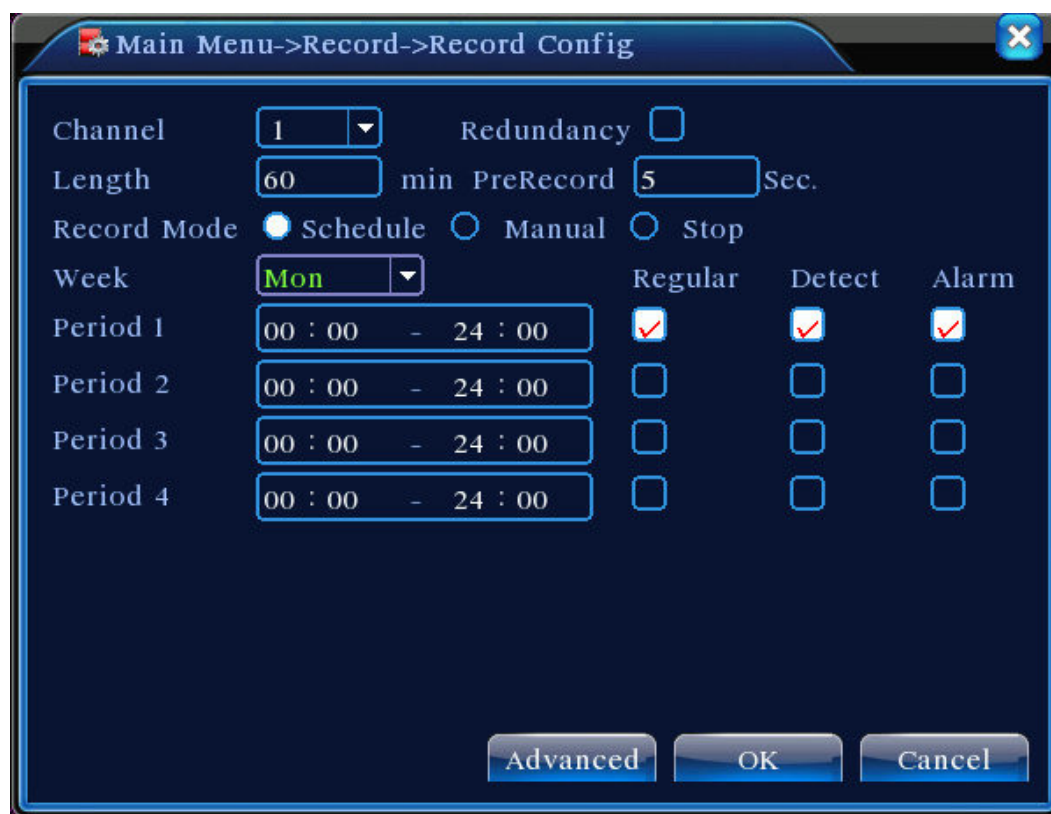 Main Menu->Record->Record Config
Channel 1 Redundancy
Length 60 min PreRecord 5 Sec.
Record Mode Schedule Manual Stop
Week Mon Regular Detect Alarm
Period 1 00 : 00 - 24 : 00
Period 2 00 : 00 - 24 : 00
Period 3 00 : 00 - 24 : 00
Period 4 00 : 00 - 24 : 00
Advanced OK Cancel